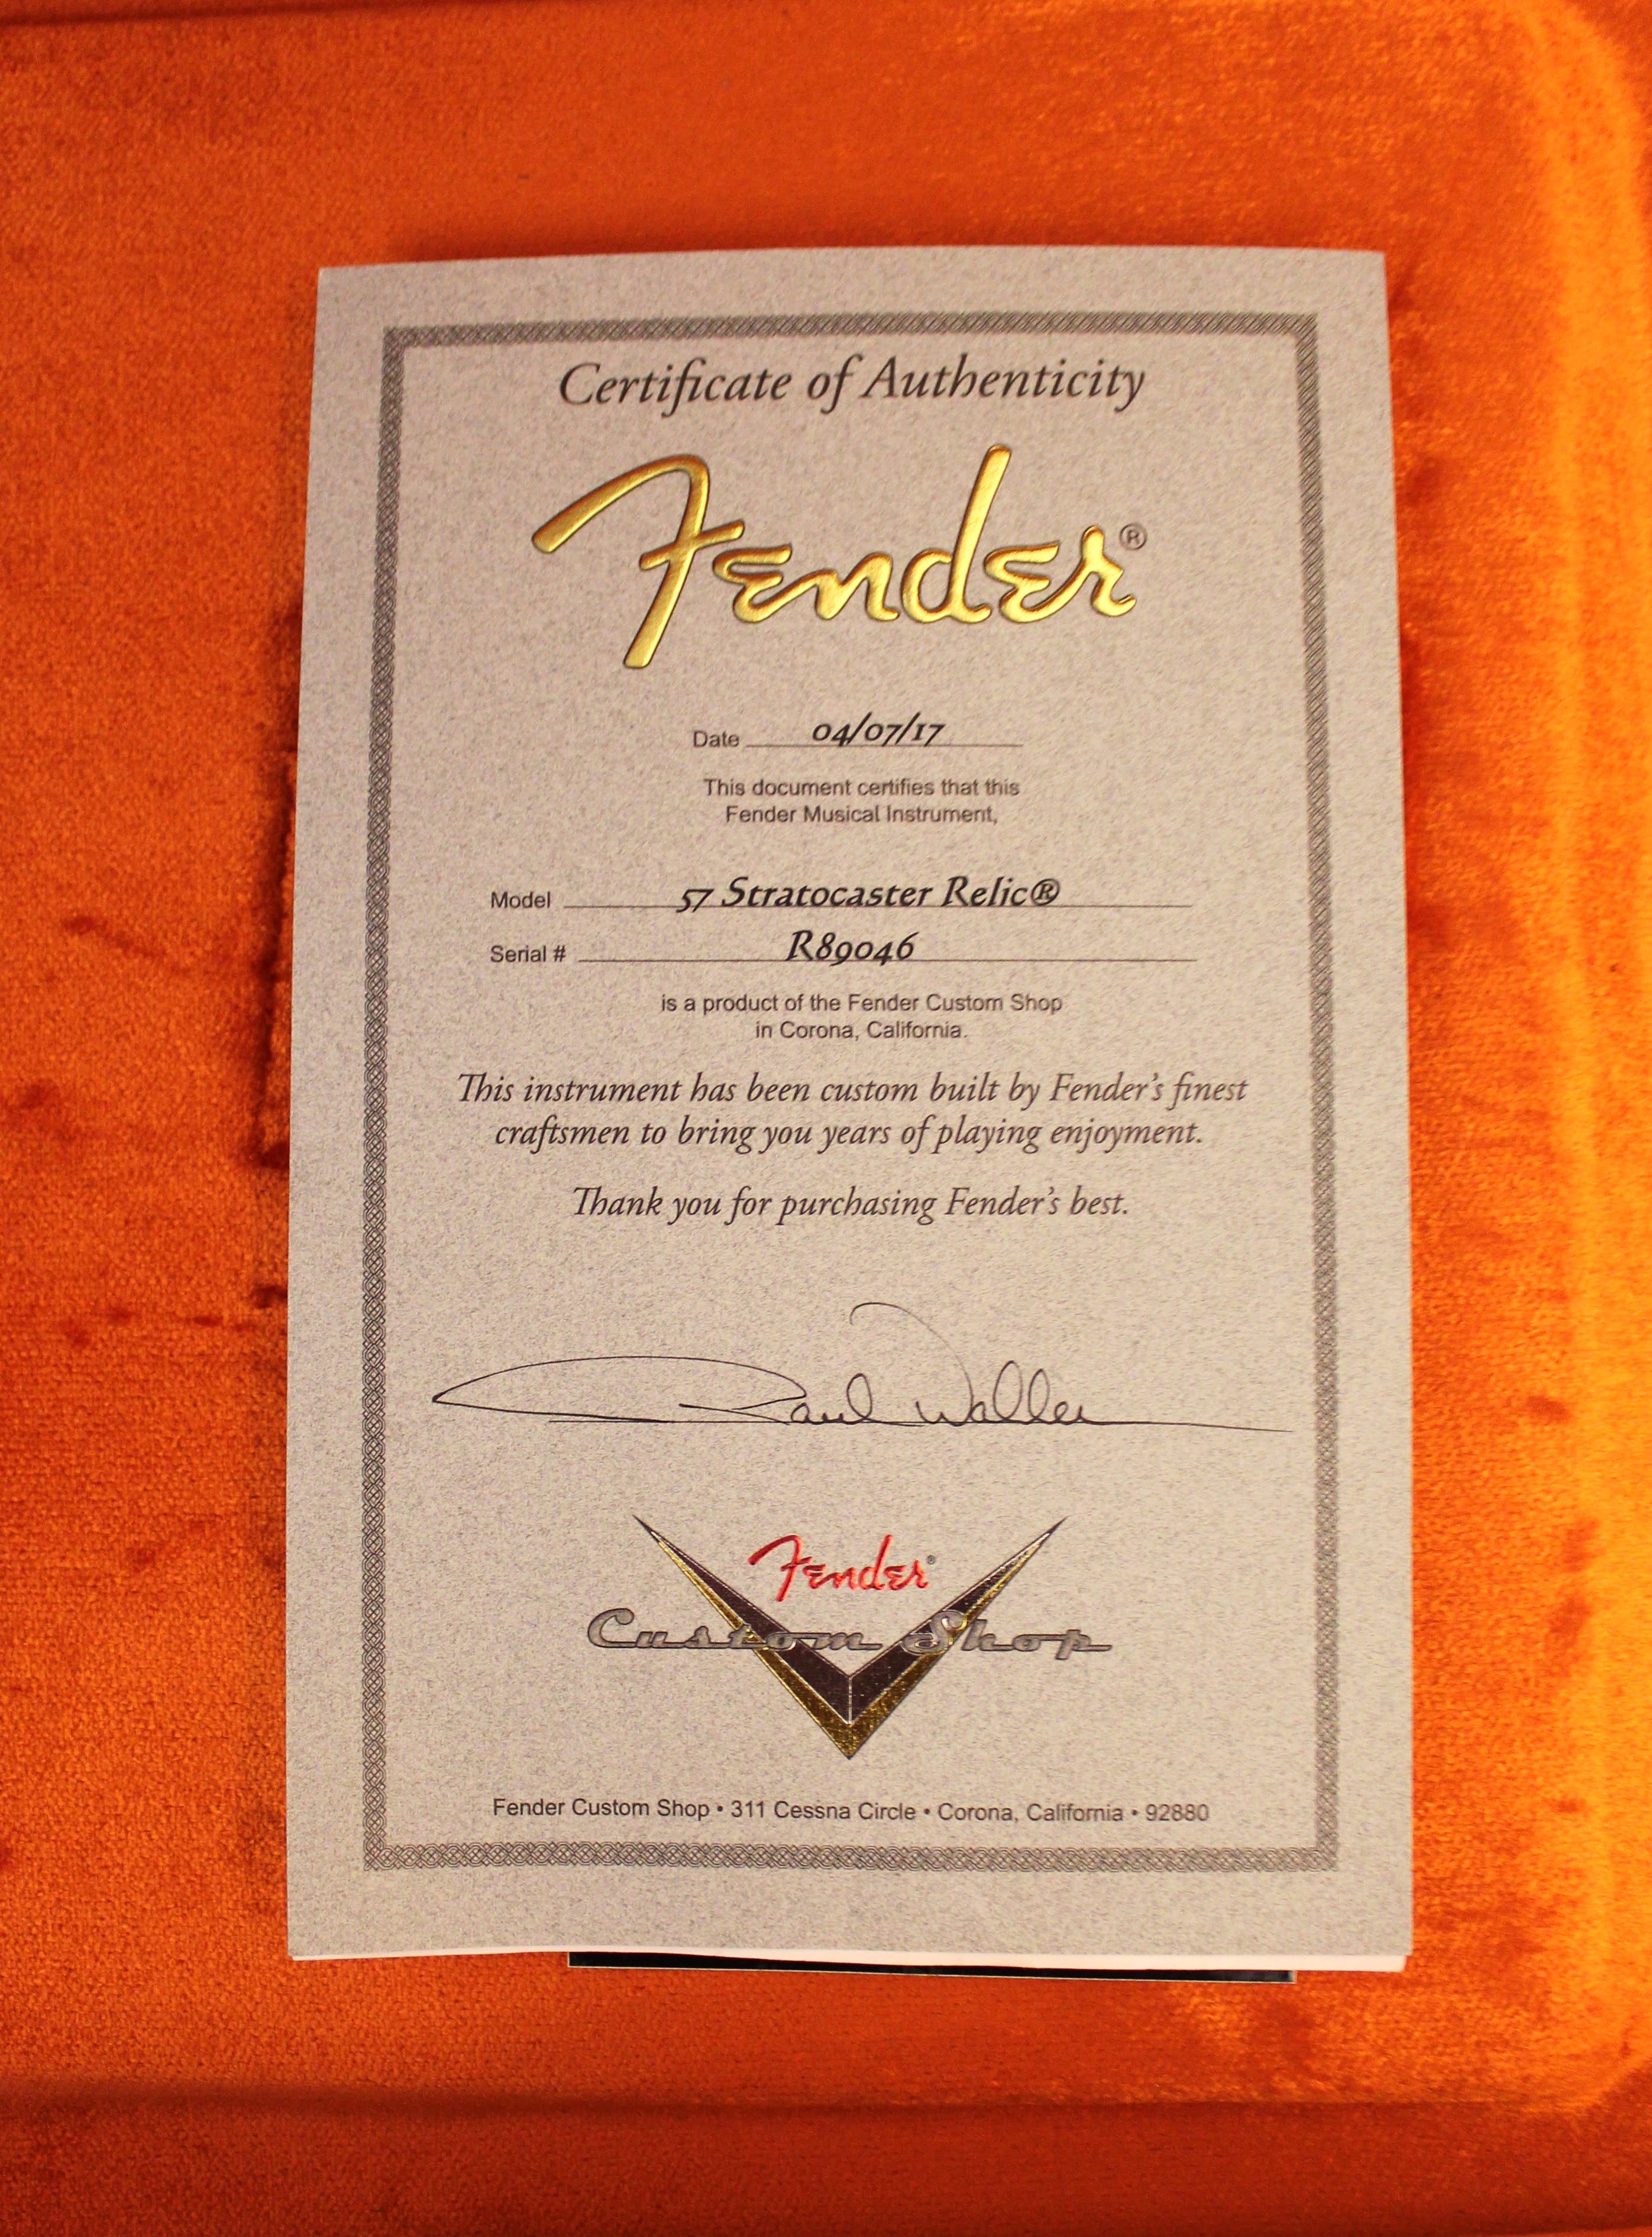 Certificate of Authenticity
Fender®
Date 04/07/17
This document certifies that this
Fender Musical Instrument,
Model 57 Stratocaster Relic®
Serial # R89046
is a product of the Fender Custom Shop
in Corona, California.
This instrument has been custom built by Fender's finest
craftsmen to bring you years of playing enjoyment.
Thank you for purchasing Fender's best.
Paul Waller
Fender®
Custom Shop
Fender Custom Shop • 311 Cessna Circle • Corona, California • 92880